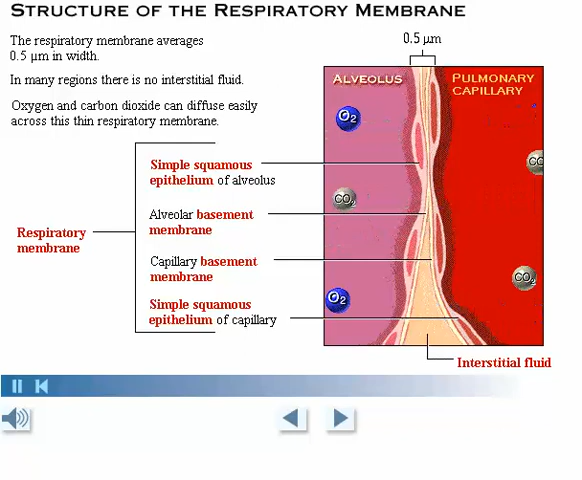 STRUCTURE OF THE RESPIRATORY MEMBRANE
The respiratory membrane averages
0.5 µm in width.
In many regions there is no interstitial fluid.
Oxygen and carbon dioxide can diffuse easily
across this thin respiratory membrane.
0.5 µm
ALVEOLUS
PULMONARY
CAPILLARY
O2
CO
Simple squamous
epithelium of alveolus
CO2
Alveolar basement
membrane
Respiratory
membrane
Capillary basement
membrane
CO2
O2
Simple squamous
epithelium of capillary
Interstitial fluid